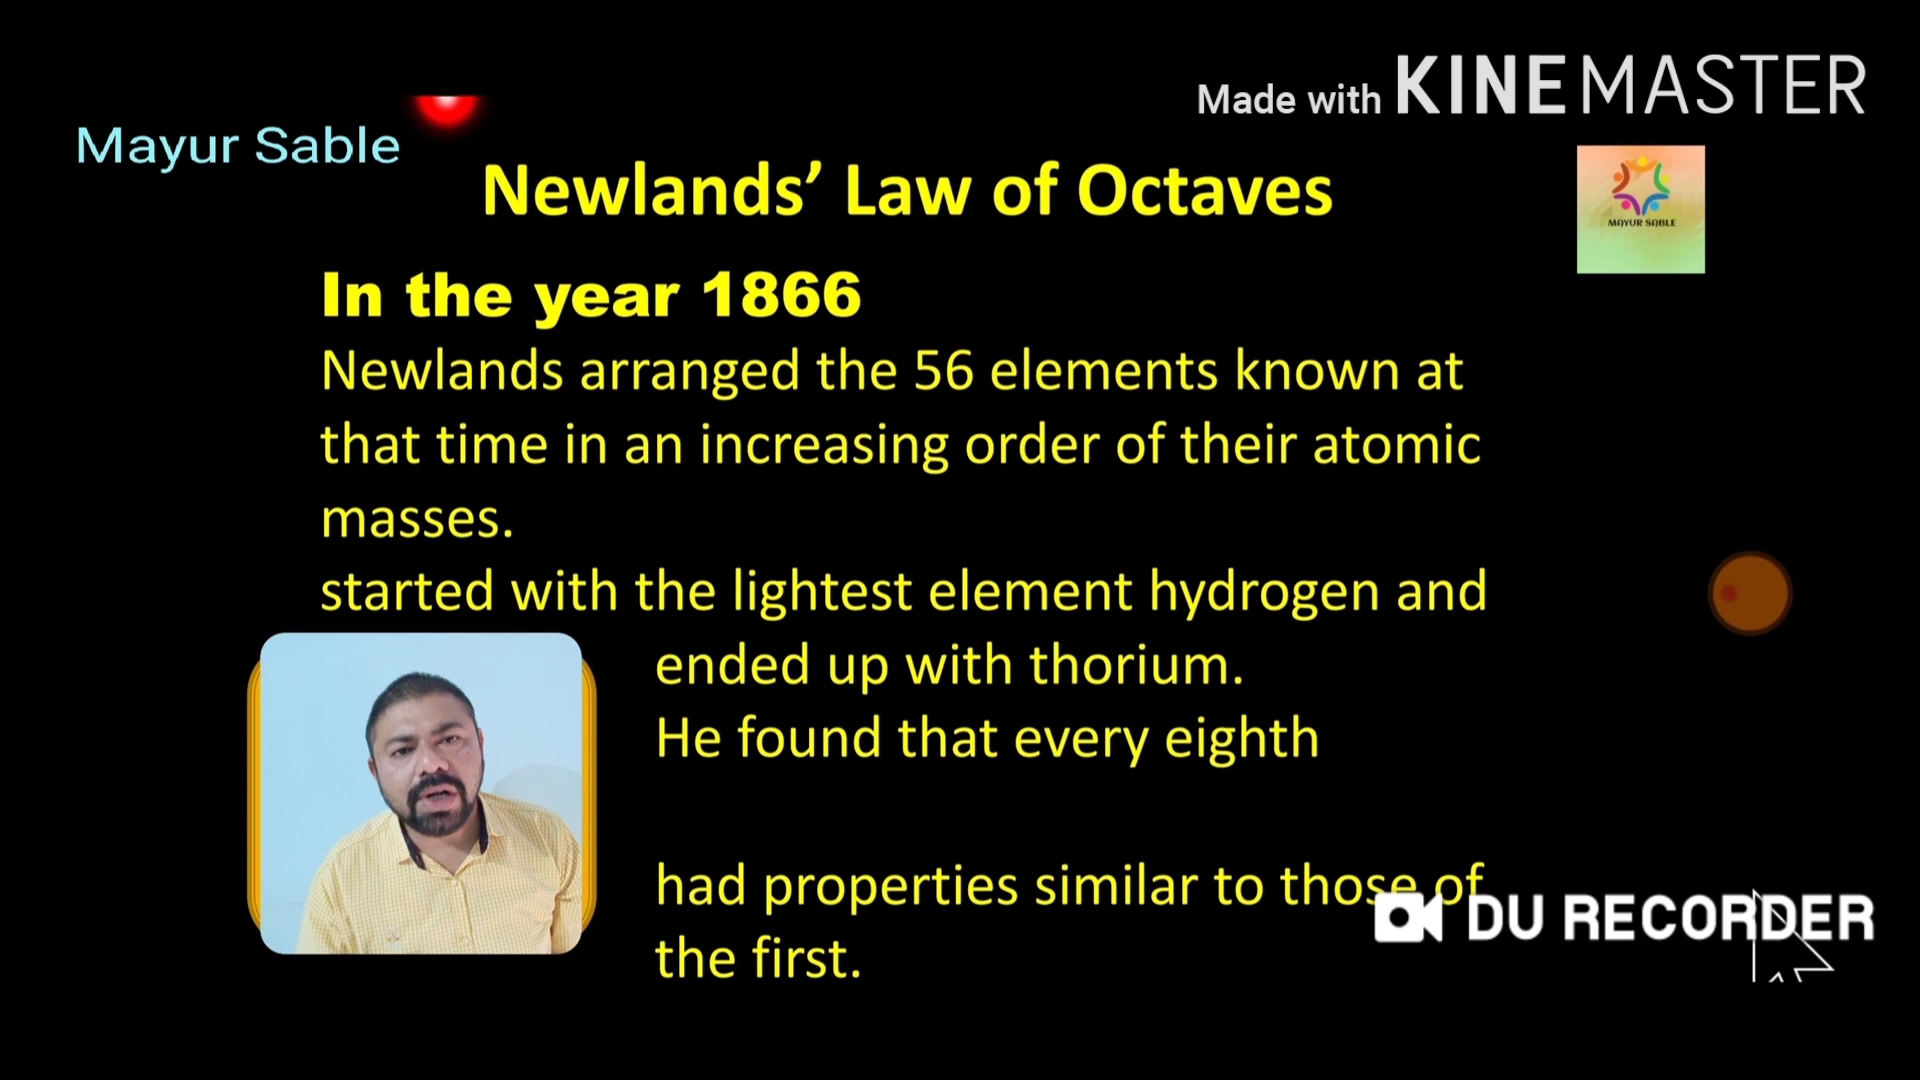 Made with KINEMASTER
Mayur Sable
Newlands’ Law of Octaves
MAYUR SABLE
In the year 1866
Newlands arranged the 56 elements known at
that time in an increasing order of their atomic
masses.
started with the lightest element hydrogen and
ended up with thorium.
He found that every eighth
had properties similar to those of
the first.
DU RECORDER